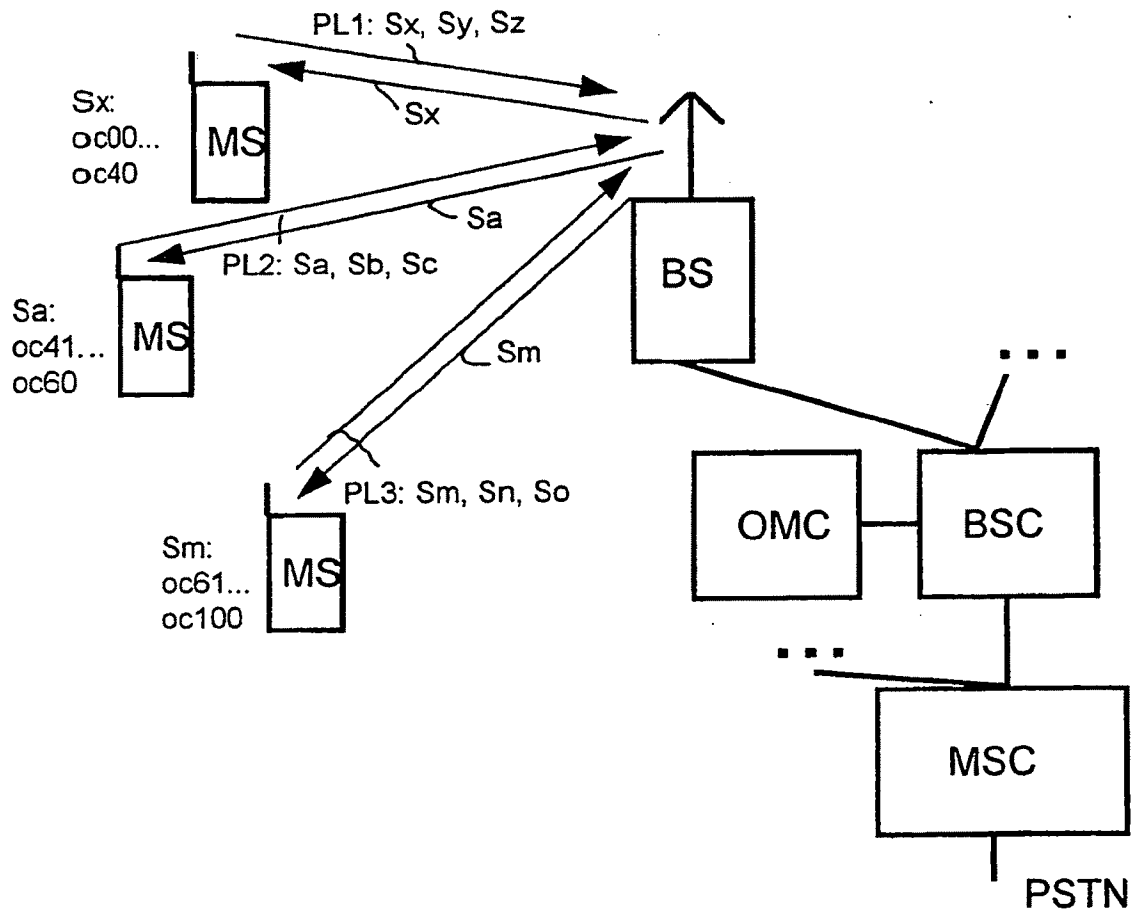 PL1: Sx, Sy, Sz
Sx
Sx:
oc00...
oc40
MS
Sa
PL2: Sa, Sb, Sc
BS
Sa:
oc41...
oc60
MS
Sm
PL3: Sm, Sn, So
Sm:
oc61...
oc100
MS
OMC
BSC
MSC
PSTN